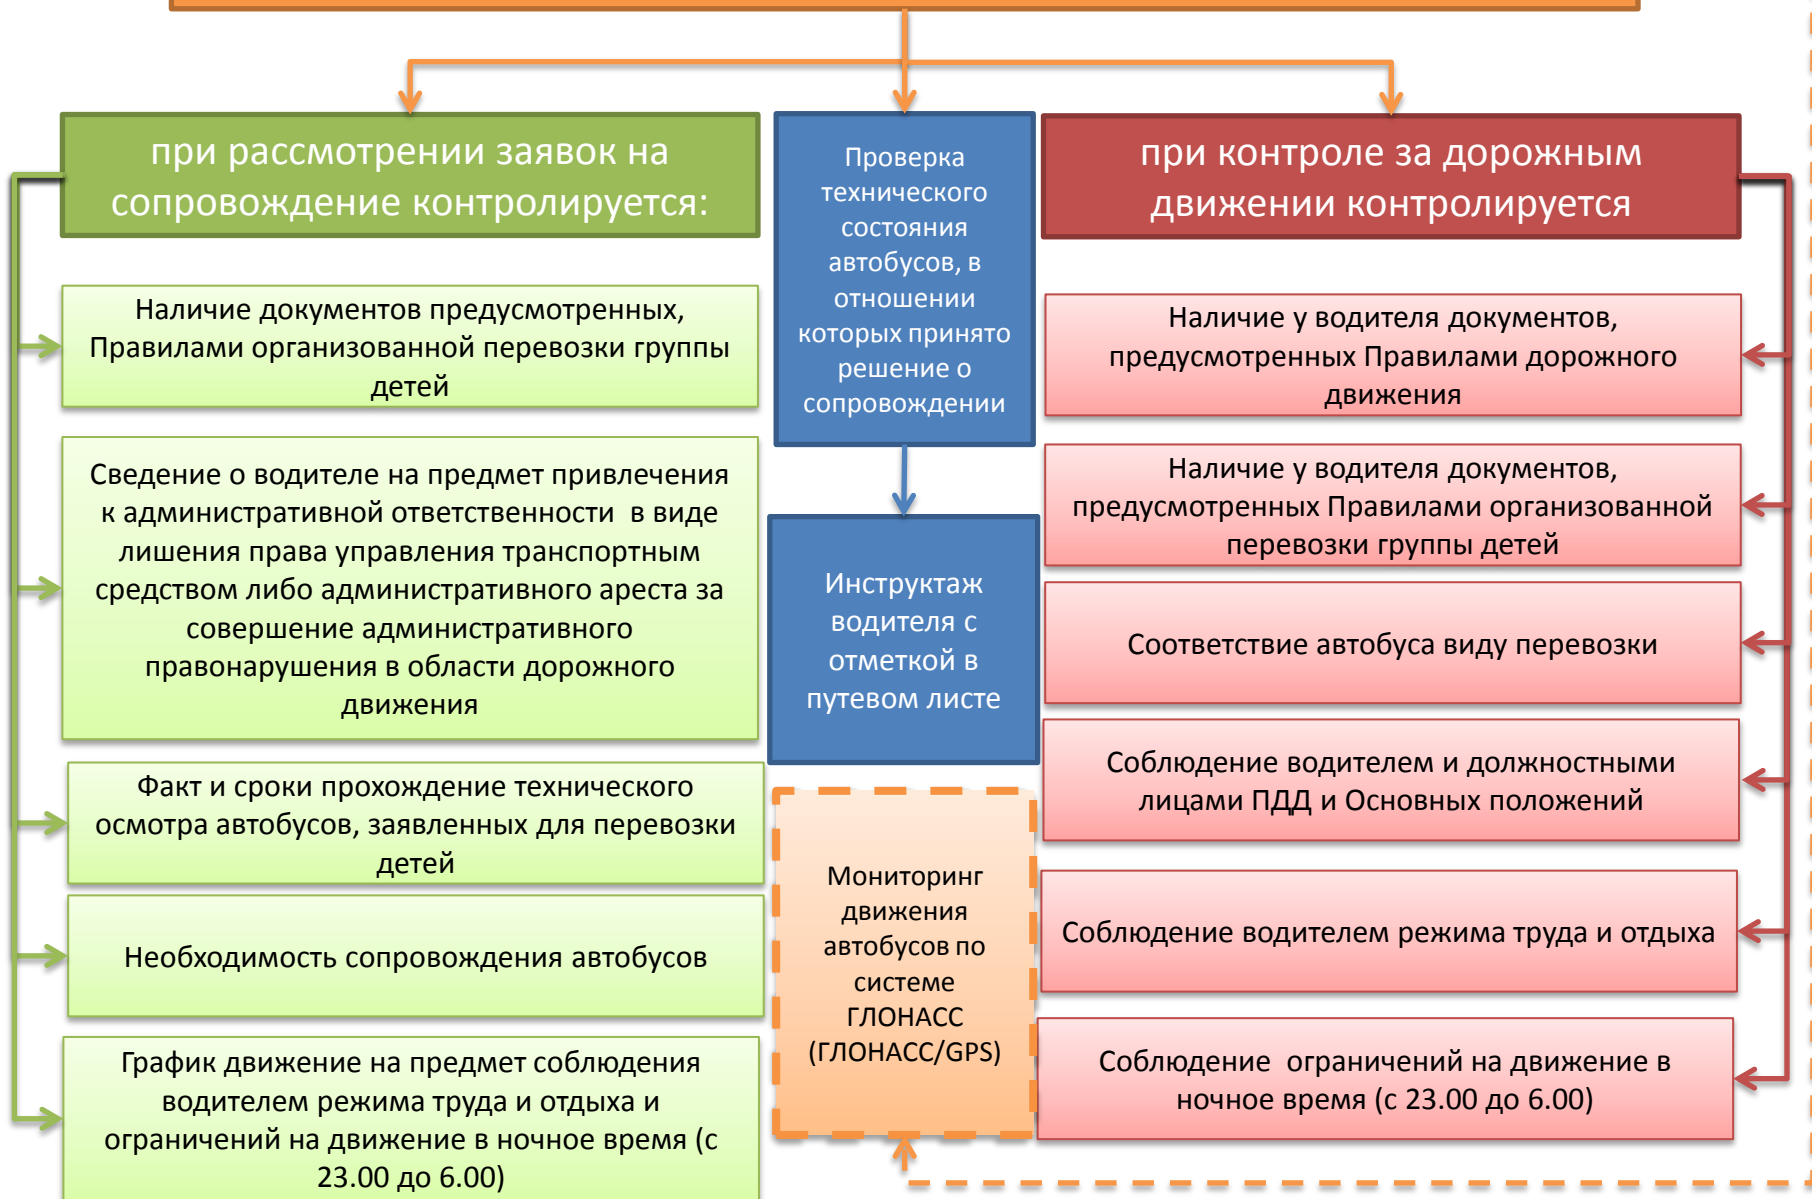 при рассмотрении заявок на
сопровождение контролируется:
Наличие документов предусмотренных,
Правилами организованной перевозки группы
детей
Сведение о водителе на предмет привлечения
к административной ответственности в виде
лишения права управления транспортным
средством либо административного ареста за
совершение административного
правонарушения в области дорожного
движения
Факт и сроки прохождение технического
осмотра автобусов, заявленных для перевозки
детей
Необходимость сопровождения автобусов
График движение на предмет соблюдения
водителем режима труда и отдыха и
ограничений на движение в ночное время (с
23.00 до 6.00)
Проверка
технического
состояния
автобусов, в
отношении
которых принято
решение о
сопровождении
Инструктаж
водителя с
отметкой в
путевом листе
Мониторинг
движения
автобусов по
системе
ГЛОНАСС
(ГЛОНАСС/GPS)
при контроле за дорожным
движении контролируется
Наличие у водителя документов,
предусмотренных Правилами дорожного
движения
Наличие у водителя документов,
предусмотренных Правилами организованной
перевозки группы детей
Соответствие автобуса виду перевозки
Соблюдение водителем и должностными
лицами ПДД и Основных положений
Соблюдение водителем режима труда и отдыха
Соблюдение ограничений на движение в
ночное время (с 23.00 до 6.00)